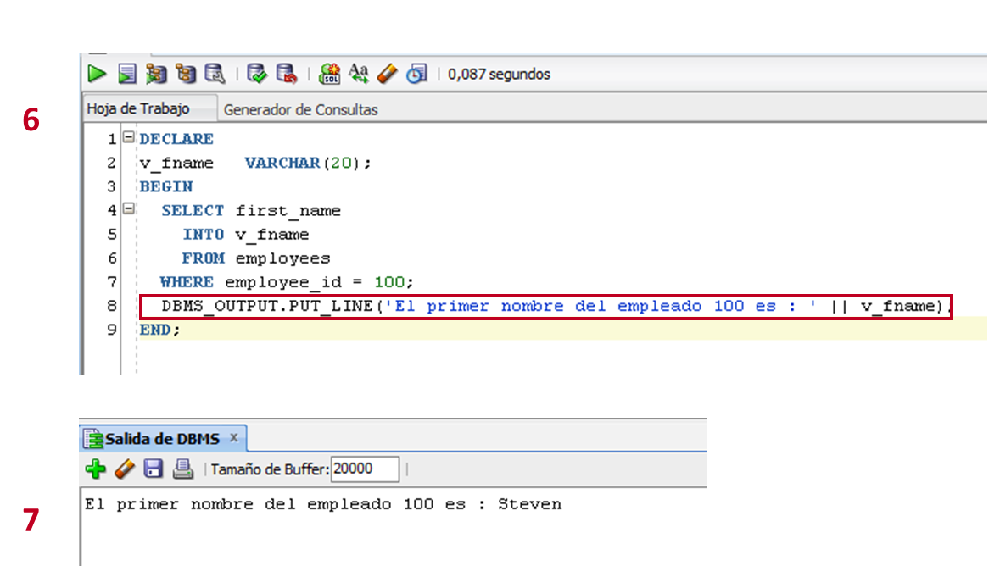 0,087 segundos
Hoja de Trabajo Generador de Consultas
6
1 DECLARE
2 v_fname VARCHAR(20);
3 BEGIN
4 SELECT first_name
5 INTO v_fname
6 FROM employees
7 WHERE employee_id = 100;
8 DBMS_OUTPUT.PUT_LINE('El primer nombre del empleado 100 es : ' || v_fname);
9 END;
Salida de DBMS x
Tamaño de Buffer: 20000
El primer nombre del empleado 100 es : Steven
7